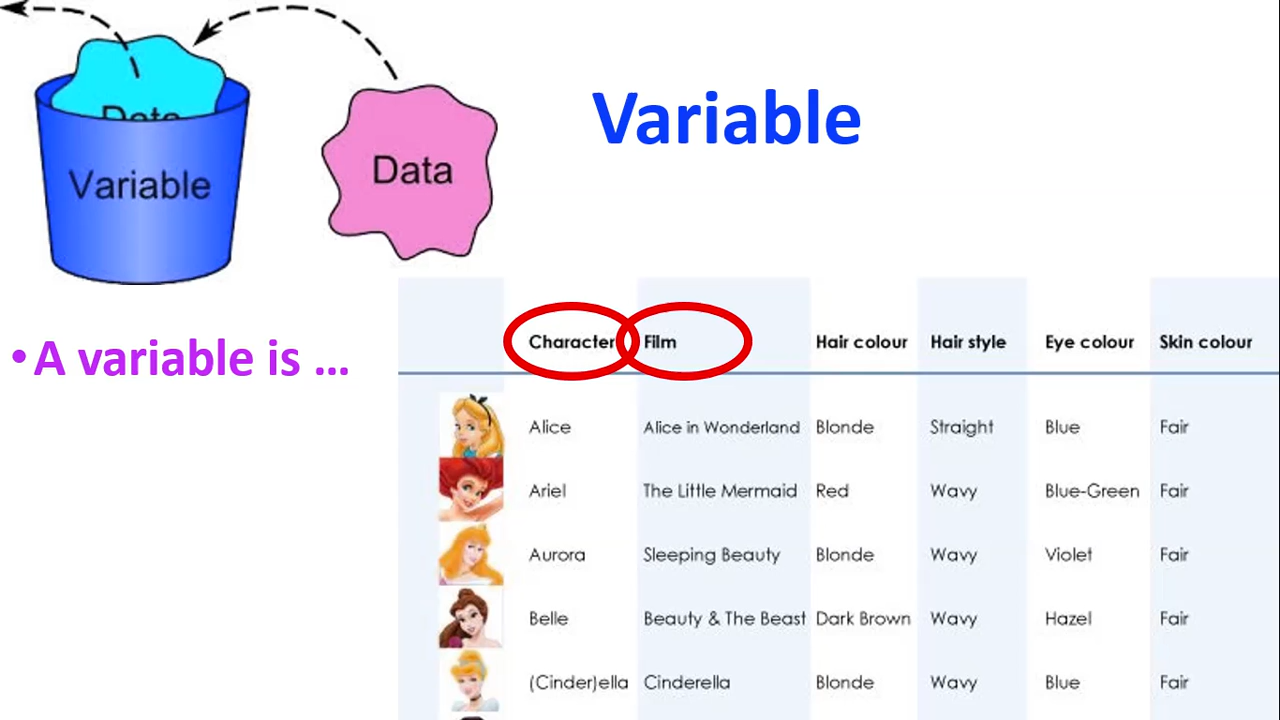 Data
Variable
Data
Variable
• A variable is ...
Character Film Hair colour Hair style Eye colour Skin colour
Alice Alice in Wonderland Blonde Straight Blue Fair
Ariel The Little Mermaid Red Wavy Blue-Green Fair
Aurora Sleeping Beauty Blonde Wavy Violet Fair
Belle Beauty & The Beast Dark Brown Wavy Hazel Fair
(Cinder)ella Cinderella Blonde Wavy Blue Fair